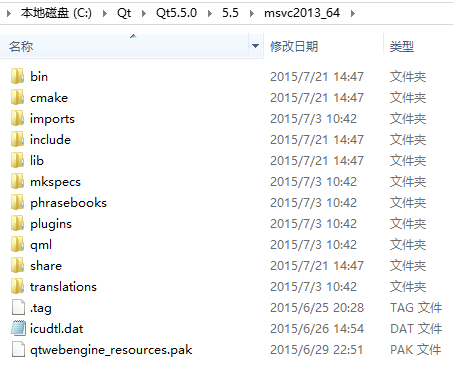 本地磁盘 (C:) Qt Qt5.5.0 5.5 msvc2013_64
名称 修改日期 类型
bin 2015/7/21 14:47 文件夹
cmake 2015/7/21 14:47 文件夹
imports 2015/7/3 10:42 文件夹
include 2015/7/21 14:47 文件夹
lib 2015/7/21 14:47 文件夹
mkspecs 2015/7/3 10:42 文件夹
phrasebooks 2015/7/3 10:42 文件夹
plugins 2015/7/3 10:42 文件夹
qml 2015/7/3 10:42 文件夹
share 2015/7/21 14:47 文件夹
translations 2015/7/3 10:42 文件夹
.tag 2015/6/25 20:28 TAG 文件
icudtl.dat 2015/6/26 14:54 DAT 文件
qtwebengine_resources.pak 2015/6/29 22:51 PAK 文件